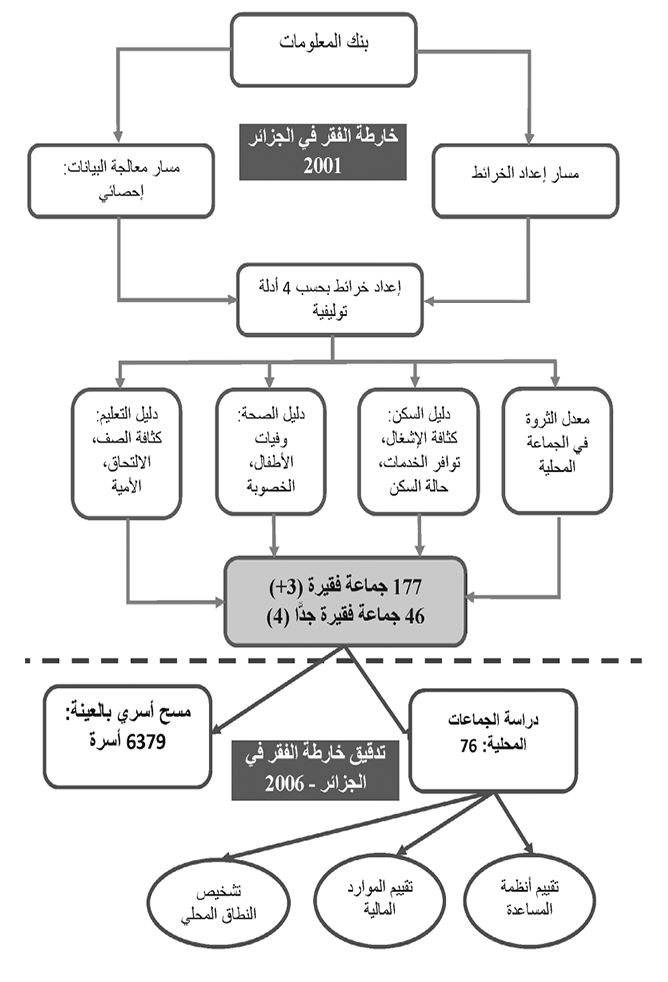 بنك المعلومات
خارطة الفقر في الجزائر
2001
مسار إعداد الخرائط
مسار معالجة البيانات:
إحصائي
إعداد خرائط بحسب 4 أدلة
توليفية
معدل الثروة
في الجماعة
المحلية
دليل السكن:
كثافة الإشغال،
توافر الخدمات،
حالة السكن
دليل الصحة:
وفيات
الأطفال،
الخصوبة
دليل التعليم:
كثافة الصف،
الالتحاق،
الأمية
177 جماعة فقيرة (3+)
46 جماعة فقيرة جدًّا (4)
دراسة الجماعات
المحلية: 76
مسح أسري بالعينة:
6379 أسرة
تدقيق خارطة الفقر في
الجزائر - 2006
تقييم أنظمة
المساعدة
تقييم الموارد
المالية
تشخيص
النطاق المحلي